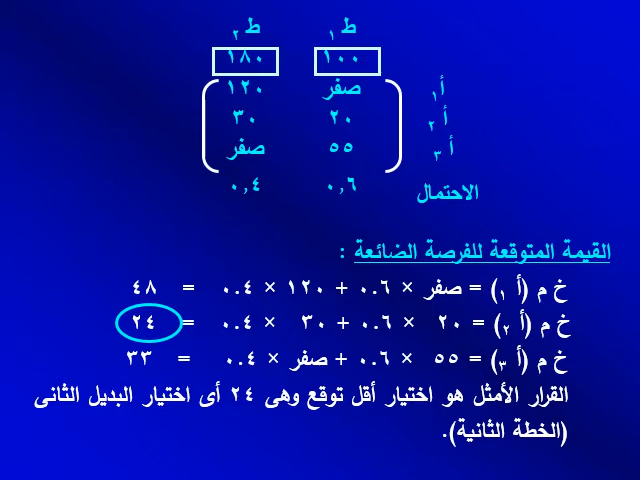 ط ١ ط ٢
١٠٠ ١٨٠
أ ١ صفر ١٢٠
أ ٢ ٢٠ ٣٠
أ ٣ ٥٥ صفر
الاحتمال ٠,٦ ٠,٤
القيمة المتوقعة للفرصة الضائعة :
خ م (أ ١) = صفر × ٠.٦ + ١٢٠ × ٠.٤ = ٤٨
خ م (أ ٢) = ٢٠ × ٠.٦ + ٣٠ × ٠.٤ = ٢٤
خ م (أ ٣) = ٥٥ × ٠.٦ + صفر × ٠.٤ = ٣٣
القرار الأمثل هو اختيار أقل توقع وهى ٢٤ أى اختيار البديل الثانى
(الخطة الثانية).